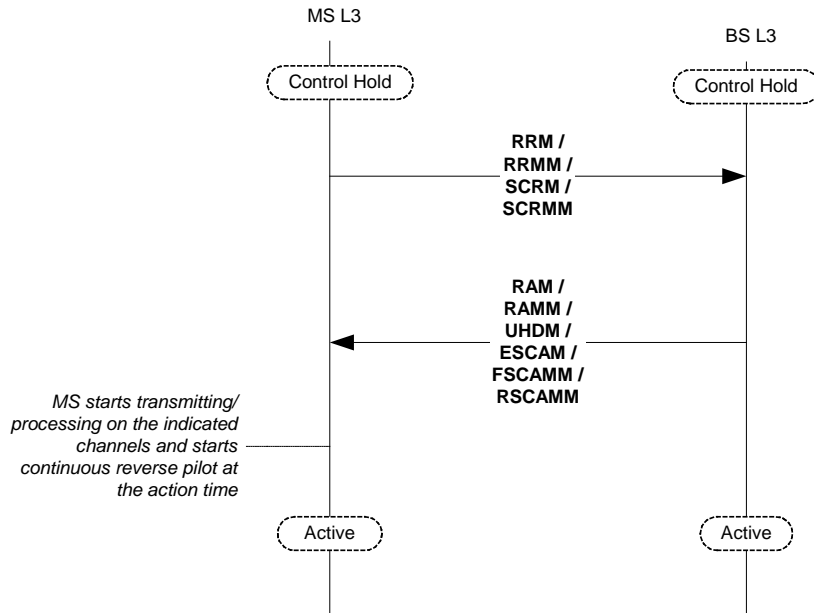 MS L3
BS L3
Control Hold
Control Hold
RRM /
RRMM /
SCRM /
SCRMM
RAM /
RAMM /
UHDM /
ESCAM /
FSCAMM /
RSCAMM
MS starts transmitting/
processing on the indicated
channels and starts
continuous reverse pilot at
the action time
Active
Active